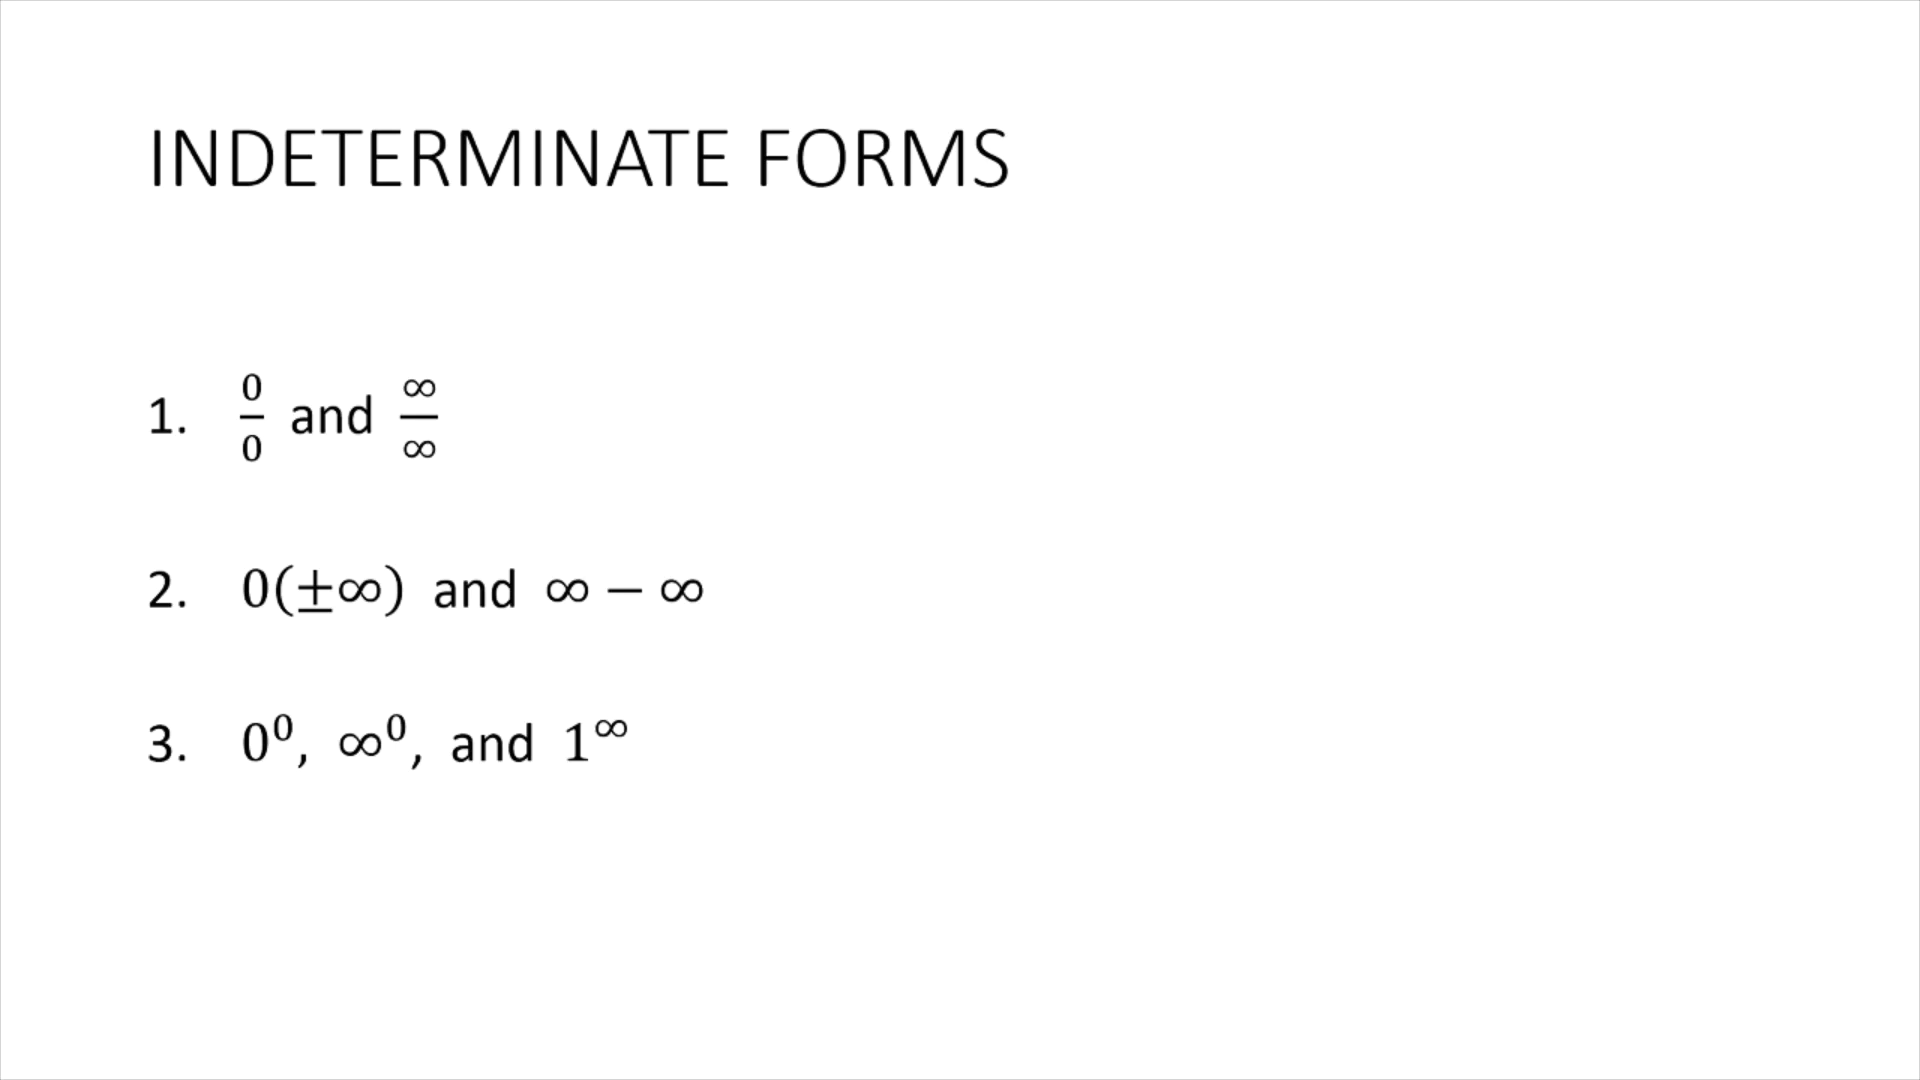 INDETERMINATE FORMS
1. 0/0 and ∞/∞
2. 0(±∞) and ∞ − ∞
3. 0⁰, ∞⁰, and 1^∞